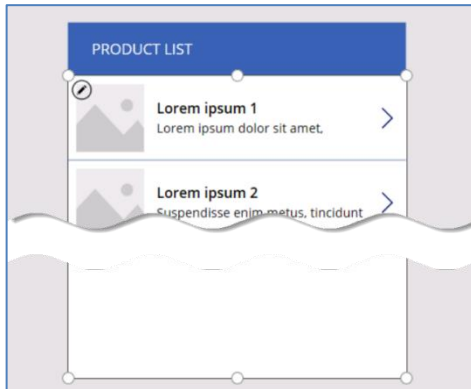 PRODUCT LIST
Lorem ipsum 1
Lorem ipsum dolor sit amet,
Lorem ipsum 2
Suspendisse enim metus, tincidunt